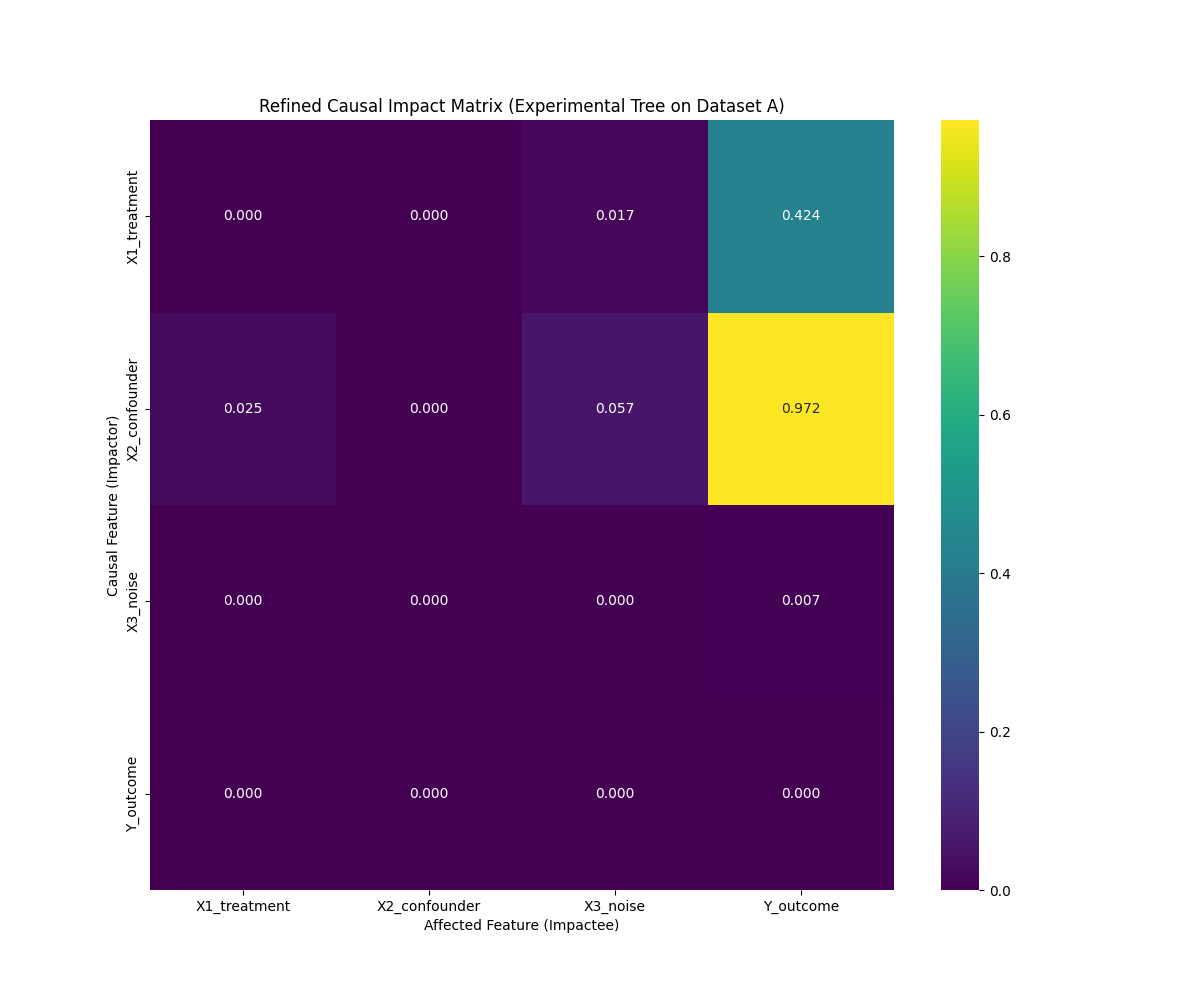 Refined Causal Impact Matrix (Experimental Tree on Dataset A)
Causal Feature (Impactor)
X1_treatment
0.000 0.000 0.017 0.424
X2_confounder
0.025 0.000 0.057 0.972
X3_noise
0.000 0.000 0.000 0.007
Y_outcome
0.000 0.000 0.000 0.000
X1_treatment X2_confounder X3_noise Y_outcome
Affected Feature (Impactee)
0.8
0.6
0.4
0.2
0.0